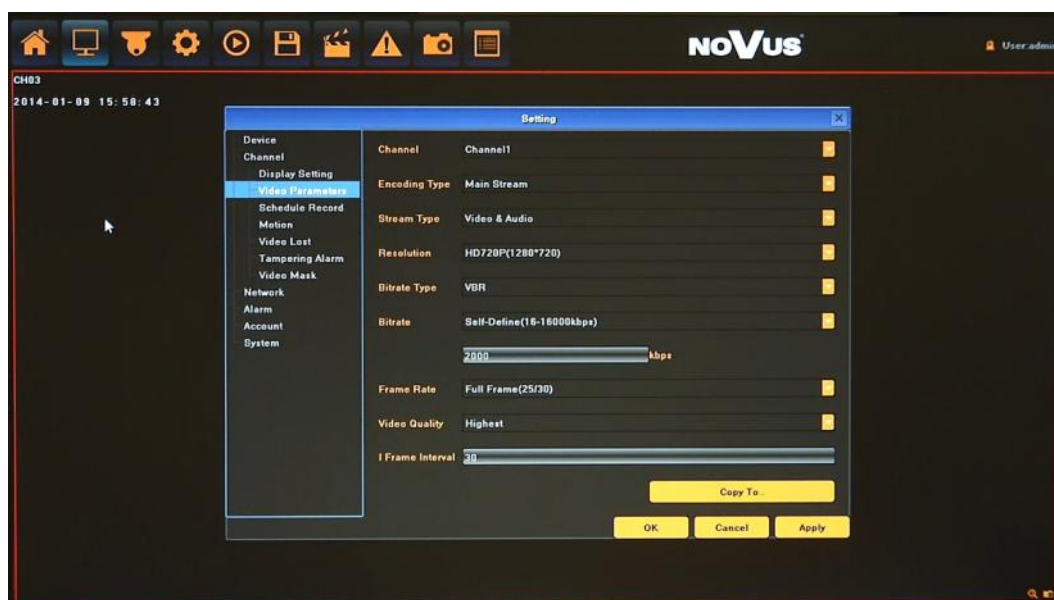 NOVUS
User:admin
CH03
2014-01-09 15:58:43
Setting
Device
Channel
Display Setting
Video Parameters
Schedule Record
Motion
Video Lost
Tampering Alarm
Video Mask
Network
Alarm
Account
System
Channel Channel1
Encoding Type Main Stream
Stream Type Video & Audio
Resolution HD720P(1280*720)
Bitrate Type VBR
Bitrate Self-Define(16-16000kbps)
2000 kbps
Frame Rate Full Frame(25/30)
Video Quality Highest
I Frame Interval 30
Copy To..
OK Cancel Apply